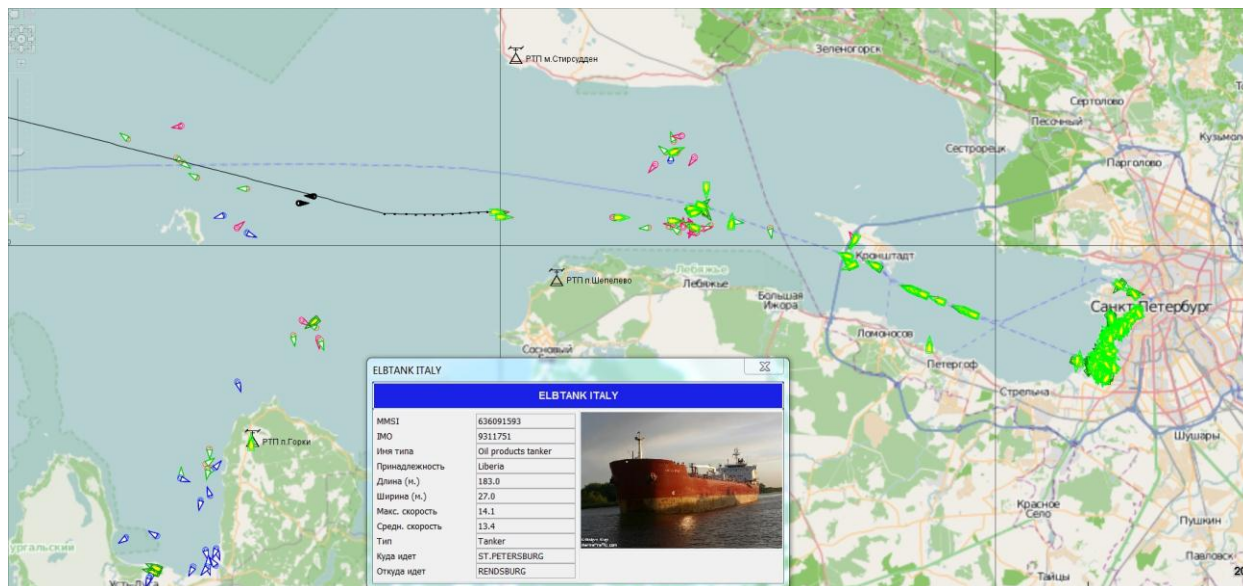 РТП м.Стирсудден
Зеленогорск
Сертолово
Песочный
Сестрорецк
Парголово
Кронштадт
РТП п.Шепелево
Лебяжье
Лебяжье
Большая
Ижора
Санкт-Петербург
Ломоносов
Сосновый
Петергоф
Стрельна
ELBTANK ITALY
ELBTANK ITALY
MMSI 636091593
IMO 9311751
Имя типа Oil products tanker
Принадлежность Liberia
Длина (м.) 183.0
Ширина (м.) 27.0
Макс. скорость 14.1
Средн. скорость 13.4
Тип Tanker
Куда идет ST.PETERSBURG
Откуда идет RENDSBURG
РТП п.Горки
Шушары
Красное
Село
Пушкин
Павловск
Тайцы